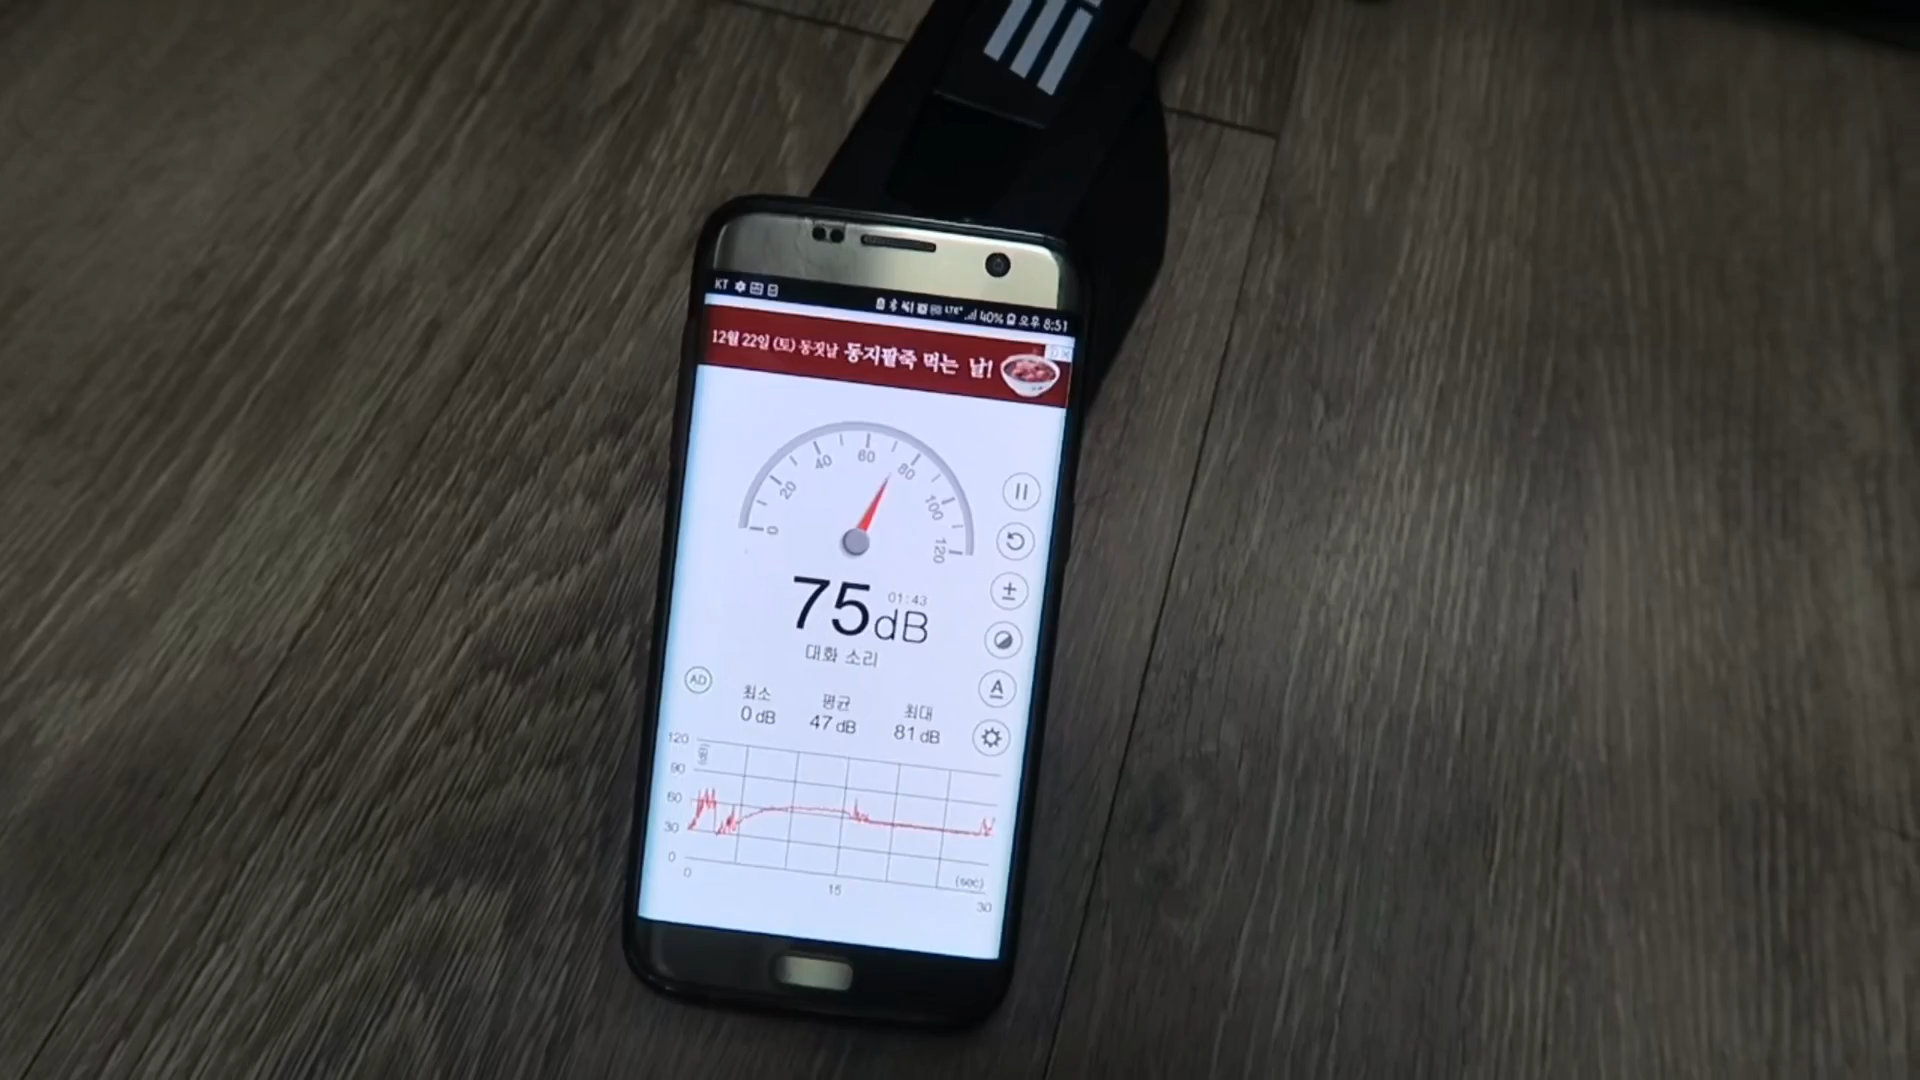 KT
LTE+ 40% 오후 8:51
12월 22일 (토) 동짓날 동지팥죽 먹는 날!
0 20 40 60 80 100 120
01:43
75dB
대화 소리
AD
최소 평균 최대
0 dB 47 dB 81 dB
A
120
90
60
30
0
0 15 30
(sec)